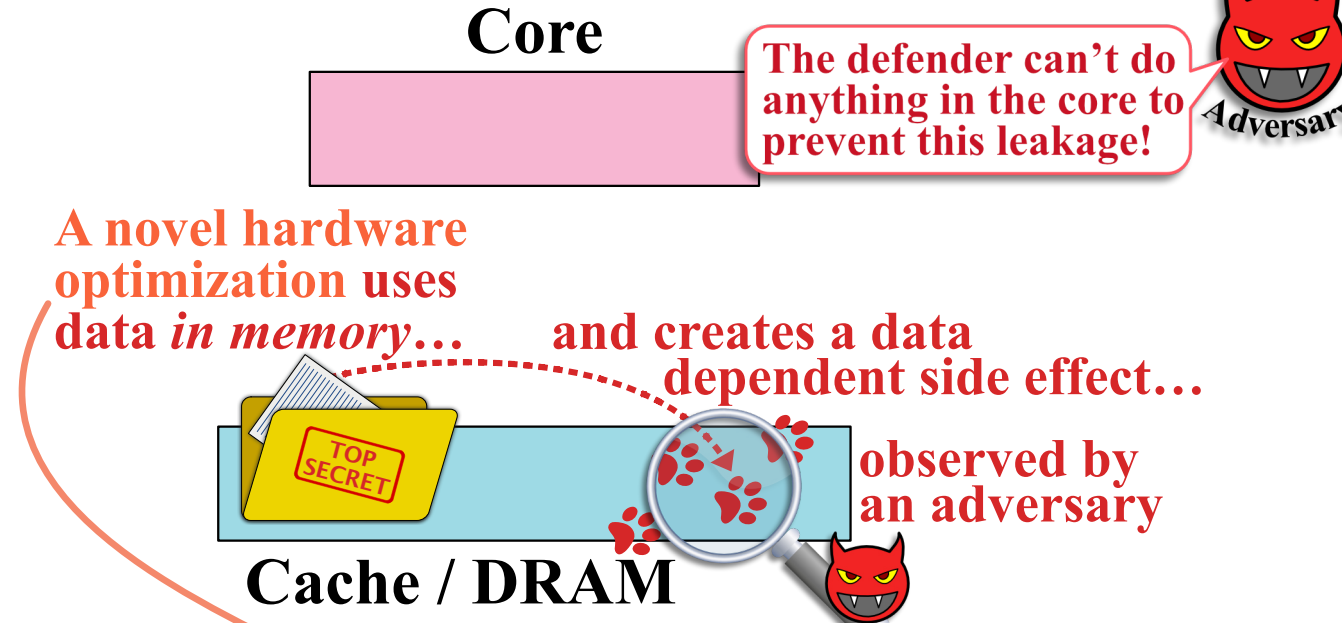 Core
The defender can't do
anything in the core to
prevent this leakage!
Adversary
A novel hardware
optimization uses
data in memory…
and creates a data
dependent side effect…
TOP
SECRET
observed by
an adversary
Cache / DRAM